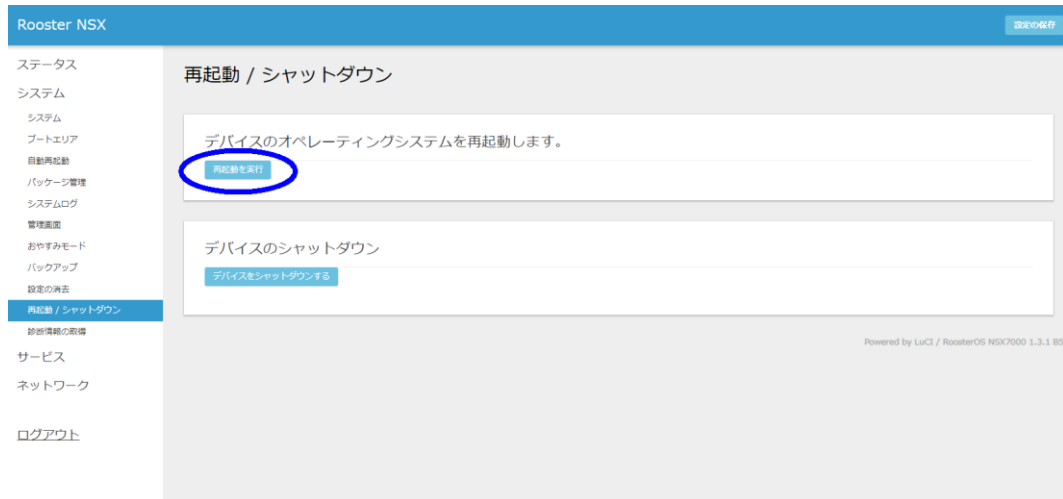 Rooster NSX
設定の保存
ステータス
システム
システム
ブートエリア
自動再起動
パッケージ管理
システムログ
管理画面
おやすみモード
バックアップ
設定の消去
再起動 / シャットダウン
診断情報の取得
サービス
ネットワーク
ログアウト
再起動 / シャットダウン
デバイスのオペレーティングシステムを再起動します。
再起動を実行
デバイスのシャットダウン
デバイスをシャットダウンする
Powered by LuCI / RoosterOS NSX7000 1.3.1 B5